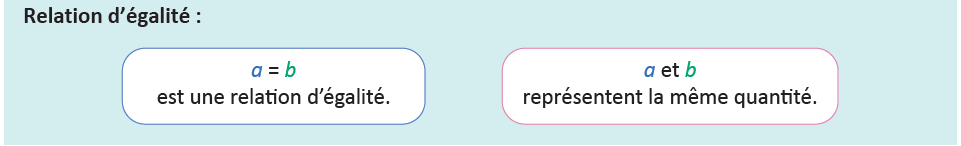 Relation d’égalité :
a = b
est une relation d’égalité.
a et b
représentent la même quantité.